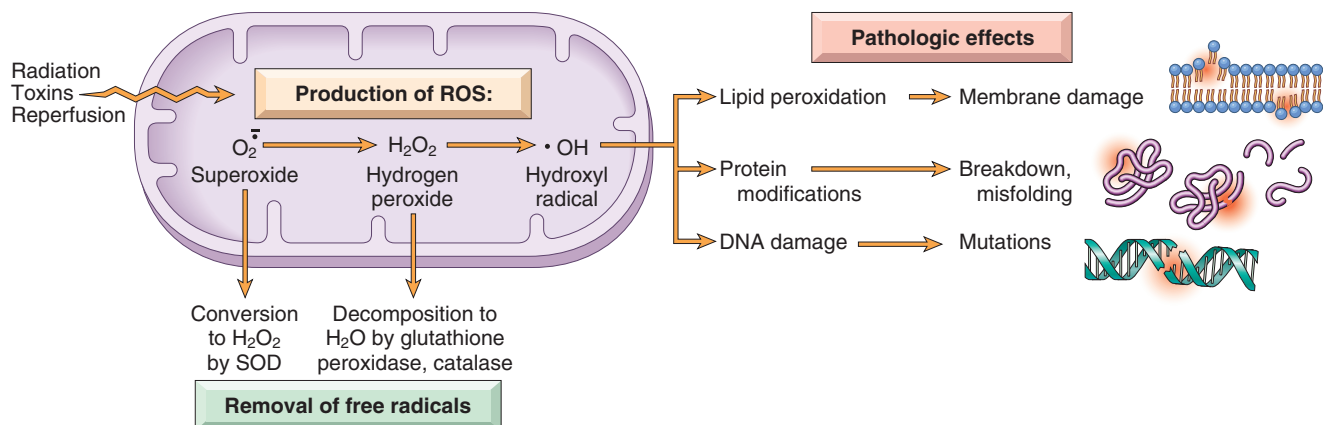 Pathologic effects
Radiation
Toxins
Reperfusion
Production of ROS:
O₂•̄
Superoxide
H₂O₂
Hydrogen
peroxide
• OH
Hydroxyl
radical
Lipid peroxidation
Membrane damage
Protein
modifications
Breakdown,
misfolding
DNA damage
Mutations
Conversion
to H₂O₂
by SOD
Decomposition to
H₂O by glutathione
peroxidase, catalase
Removal of free radicals